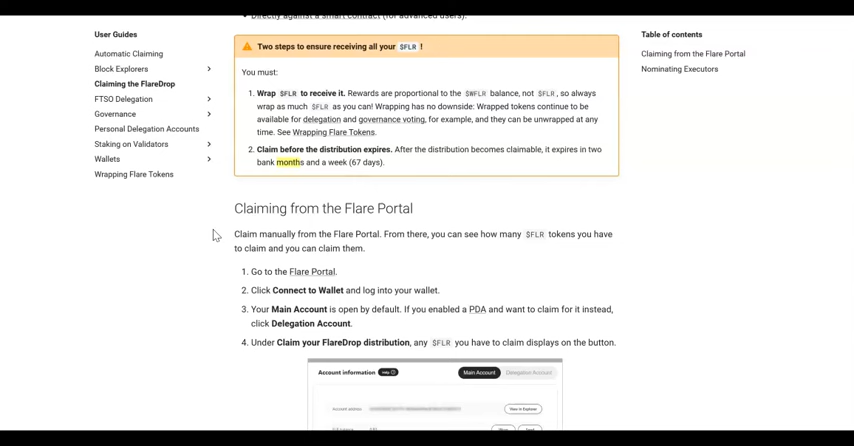 Directly against a smart contract (for advanced users).
User Guides
Automatic Claiming
Block Explorers
Claiming the FlareDrop
FTSO Delegation
Governance
Personal Delegation Accounts
Staking on Validators
Wallets
Wrapping Flare Tokens
Two steps to ensure receiving all your $FLR !
You must:
1. Wrap $FLR to receive it. Rewards are proportional to the $WFLR balance, not $FLR, so always
wrap as much $FLR as you can! Wrapping has no downside: Wrapped tokens continue to be
available for delegation and governance voting, for example, and they can be unwrapped at any
time. See Wrapping Flare Tokens.
2. Claim before the distribution expires. After the distribution becomes claimable, it expires in two
bank months and a week (67 days).
Claiming from the Flare Portal
Claim manually from the Flare Portal. From there, you can see how many $FLR tokens you have
to claim and you can claim them.
1. Go to the Flare Portal.
2. Click Connect to Wallet and log into your wallet.
3. Your Main Account is open by default. If you enabled a PDA and want to claim for it instead,
click Delegation Account.
4. Under Claim your FlareDrop distribution, any $FLR you have to claim displays on the button.
Account information
Main Account
Delegation Account
Account address
View in Explorer
Table of contents
Claiming from the Flare Portal
Nominating Executors